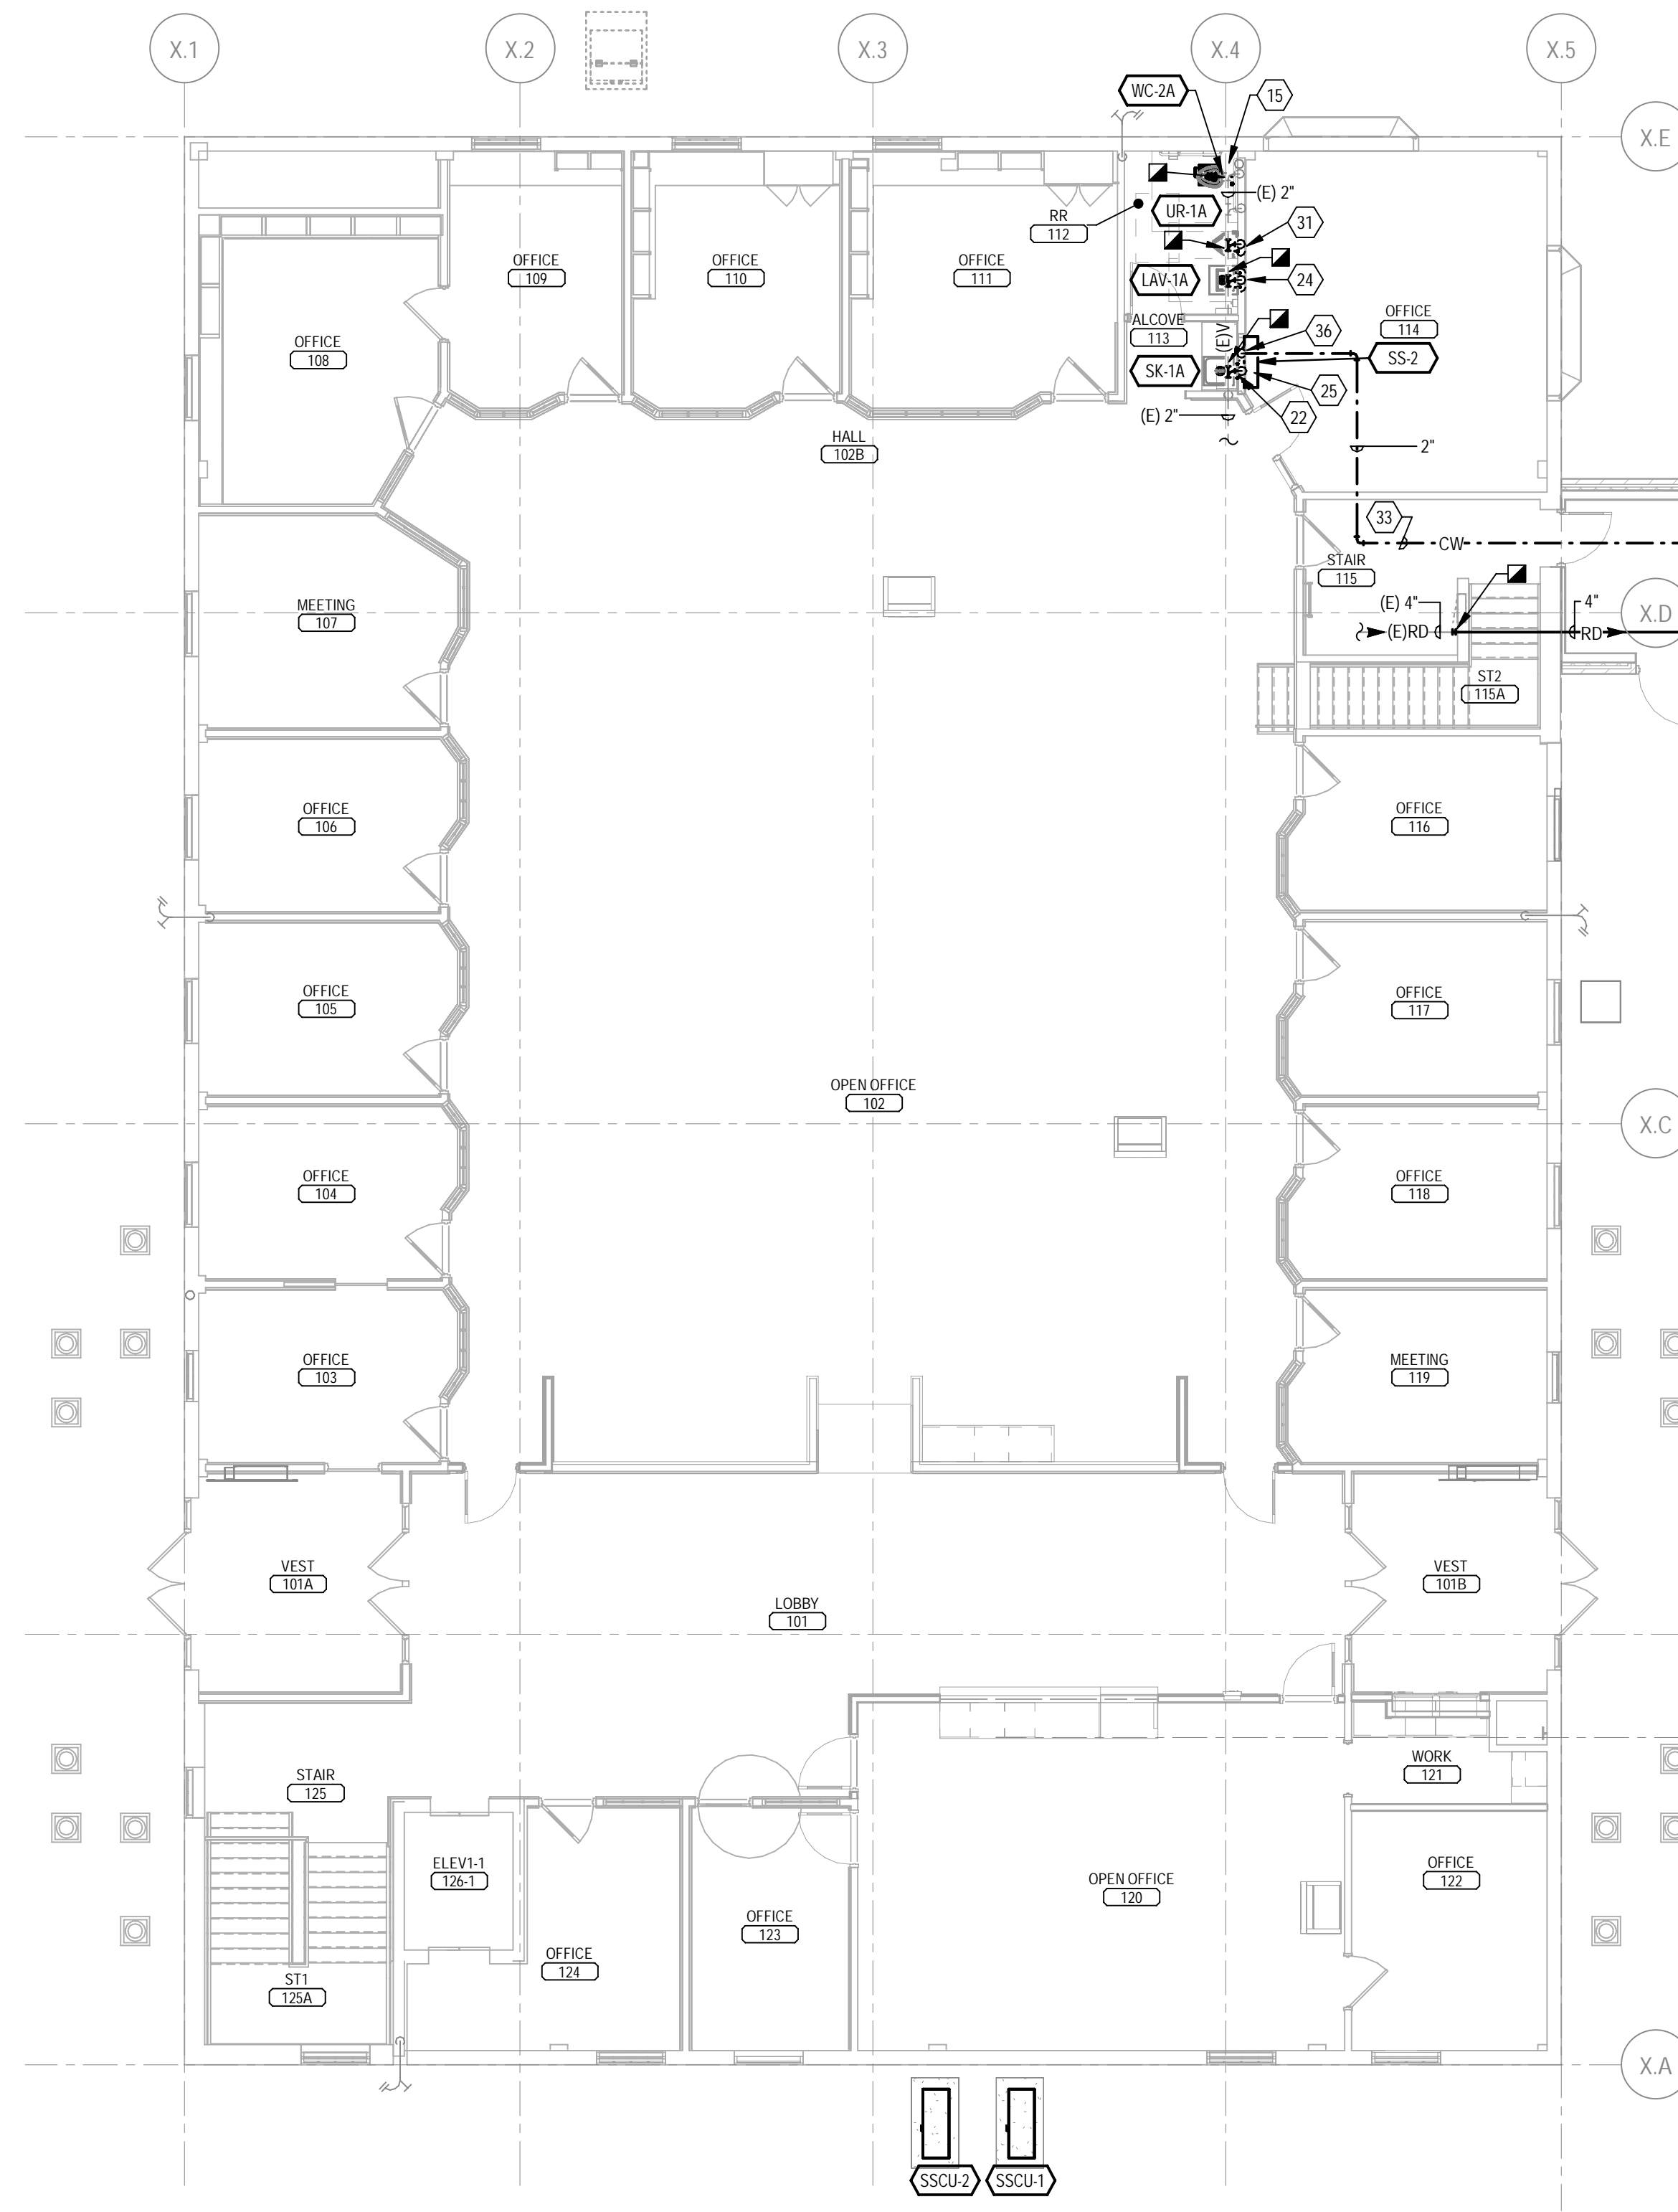 X.1
X.2
X.3
X.4
X.5
WC-2A
15
X.E
(E) 2"
UR-1A
RR
112
31
OFFICE
109
OFFICE
110
OFFICE
111
LAV-1A
24
OFFICE
114
ALCOVE
113
(E)V
36
OFFICE
108
SS-2
SK-1A
25
22
(E) 2"
HALL
102B
2"
33
CW
STAIR
115
MEETING
107
(E) 4"
4"
X.D
(E)RD
RD
ST2
115A
OFFICE
106
OFFICE
116
OFFICE
105
OFFICE
117
OPEN OFFICE
102
X.C
OFFICE
104
OFFICE
118
OFFICE
103
MEETING
119
VEST
101A
VEST
101B
LOBBY
101
STAIR
125
WORK
121
ELEV1-1
126-1
OPEN OFFICE
120
OFFICE
122
OFFICE
123
OFFICE
124
ST1
125A
X.A
SSCU-2
SSCU-1